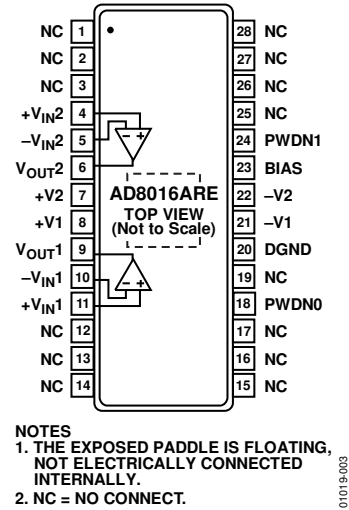 NC 1
NC 2
NC 3
+VIN2 4
–VIN2 5
VOUT2 6
+V2 7
+V1 8
VOUT1 9
–VIN1 10
+VIN1 11
NC 12
NC 13
NC 14
– +
AD8016ARE
TOP VIEW
(Not to Scale)
– +
28 NC
27 NC
26 NC
25 NC
24 PWDN1
23 BIAS
22 –V2
21 –V1
20 DGND
19 NC
18 PWDN0
17 NC
16 NC
15 NC
NOTES
1. THE EXPOSED PADDLE IS FLOATING,
NOT ELECTRICALLY CONNECTED
INTERNALLY.
2. NC = NO CONNECT.
01019-003